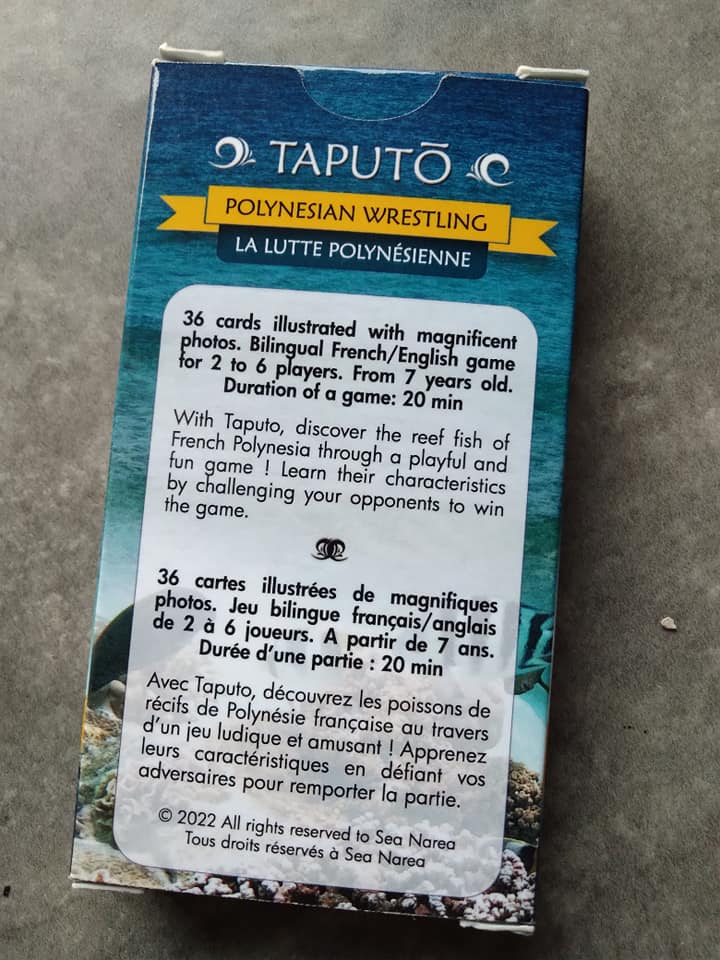 TAPUTŌ
POLYNESIAN WRESTLING
LA LUTTE POLYNÉSIENNE
36 cards illustrated with magnificent
photos. Bilingual French/English game
for 2 to 6 players. From 7 years old.
Duration of a game: 20 min
With Taputo, discover the reef fish of
French Polynesia through a playful and
fun game ! Learn their characteristics
by challenging your opponents to win
the game.
36 cartes illustrées de magnifiques
photos. Jeu bilingue français/anglais
de 2 à 6 joueurs. A partir de 7 ans.
Durée d'une partie : 20 min
Avec Taputo, découvrez les poissons de
récifs de Polynésie française au travers
d'un jeu ludique et amusant ! Apprenez
leurs caractéristiques en défiant vos
adversaires pour remporter la partie.
© 2022 All rights reserved to Sea Narea
Tous droits réservés à Sea Narea